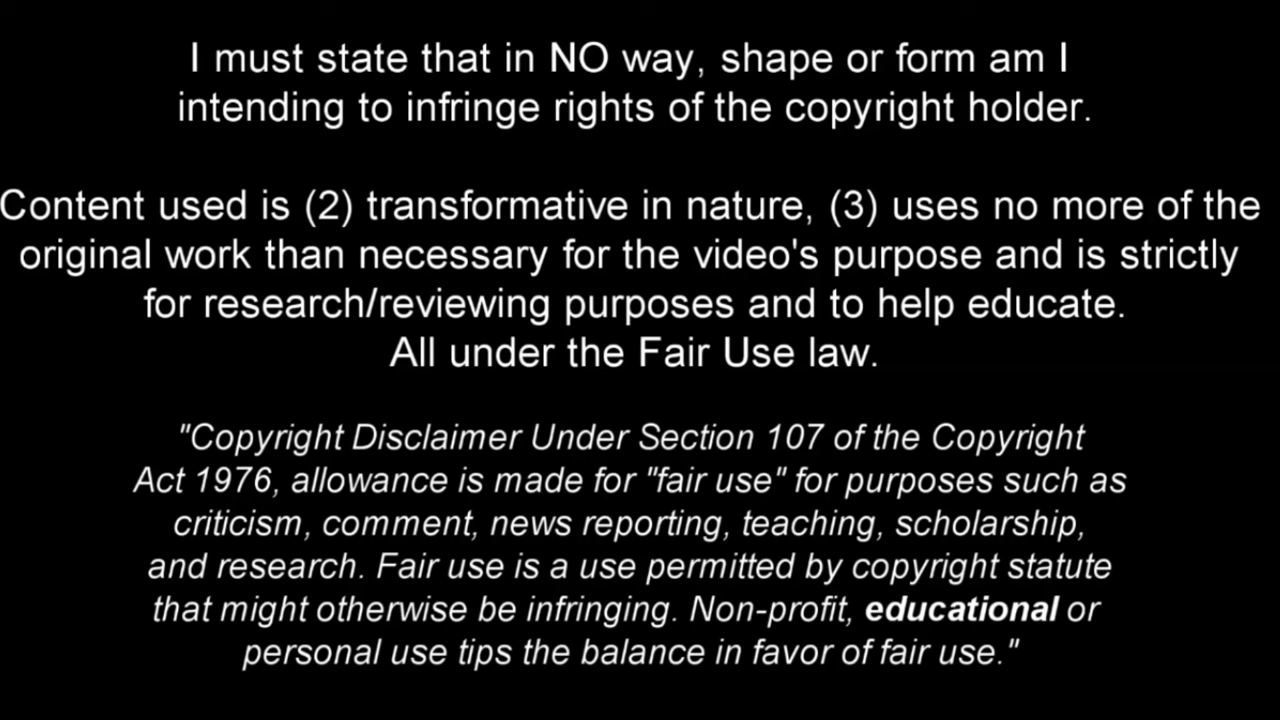 I must state that in NO way, shape or form am I
intending to infringe rights of the copyright holder.
Content used is (2) transformative in nature, (3) uses no more of the
original work than necessary for the video's purpose and is strictly
for research/reviewing purposes and to help educate.
All under the Fair Use law.
"Copyright Disclaimer Under Section 107 of the Copyright
Act 1976, allowance is made for "fair use" for purposes such as
criticism, comment, news reporting, teaching, scholarship,
and research. Fair use is a use permitted by copyright statute
that might otherwise be infringing. Non-profit, educational or
personal use tips the balance in favor of fair use."